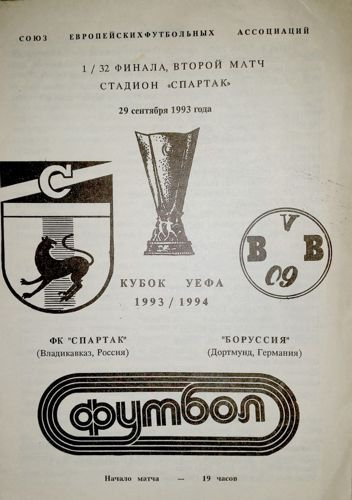 СОЮЗ ЕВРОПЕЙСКИХФУТБОЛЬНЫХ АССОЦИАЦИЙ
1 / 32 ФИНАЛА, ВТОРОЙ МАТЧ
СТАДИОН «СПАРТАК»
29 сентября 1993 года
С
V
B B
09
КУБОК УЕФА
1993 / 1994
ФК "СПАРТАК"
(Владикавказ, Россия)
"БОРУССИЯ"
(Дортмунд, Германия)
футбол
Начало матча — 19 часов